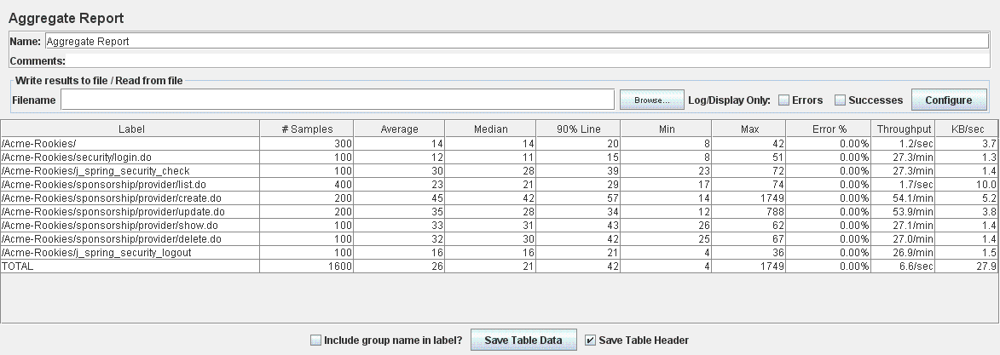 Aggregate Report
Name: Aggregate Report
Comments:
Write results to file / Read from file
Filename Browse... Log/Display Only: Errors Successes Configure
Label # Samples Average Median 90% Line Min Max Error % Throughput KB/sec
/Acme-Rookies/ 300 14 14 20 8 42 0.00% 1.2/sec 3.7
/Acme-Rookies/security/login.do 100 12 11 15 8 51 0.00% 27.3/min 1.3
/Acme-Rookies/j_spring_security_check 100 30 28 39 23 72 0.00% 27.3/min 1.4
/Acme-Rookies/sponsorship/provider/list.do 400 23 21 29 17 74 0.00% 1.7/sec 10.0
/Acme-Rookies/sponsorship/provider/create.do 200 45 42 57 14 1749 0.00% 54.1/min 5.2
/Acme-Rookies/sponsorship/provider/update.do 200 35 28 34 12 788 0.00% 53.9/min 3.8
/Acme-Rookies/sponsorship/provider/show.do 100 33 31 43 26 62 0.00% 27.1/min 1.4
/Acme-Rookies/sponsorship/provider/delete.do 100 32 30 42 25 67 0.00% 27.0/min 1.4
/Acme-Rookies/j_spring_security_logout 100 16 16 21 4 36 0.00% 26.9/min 1.5
TOTAL 1600 26 21 42 4 1749 0.00% 6.6/sec 27.9
Include group name in label? Save Table Data Save Table Header